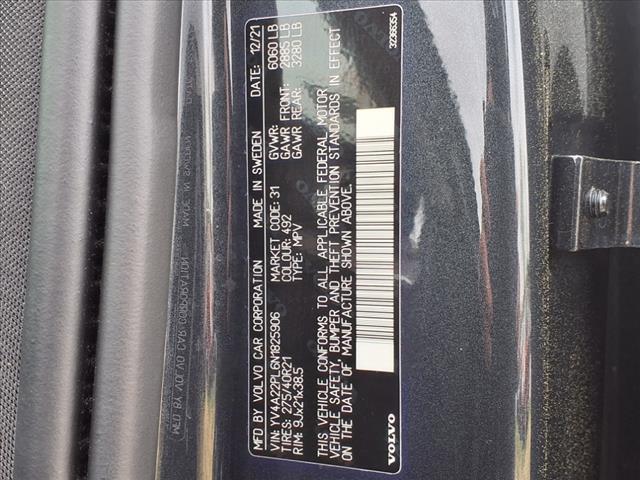 MFD BY VOLVO CAR CORPORATION MADE IN SWEDEN DATE: 12/21
VIN: YV4A22PL6N1825906 MARKET CODE: 31 GVWR: 6060 LB
TIRES: 275/40R21 COLOUR: 492 GAWR FRONT: 2885 LB
RIM: 9Jx21x38.5 TYPE: MPV GAWR REAR: 3280 LB
THIS VEHICLE CONFORMS TO ALL APPLICABLE FEDERAL MOTOR
VEHICLE SAFETY, BUMPER AND THEFT PREVENTION STANDARDS IN EFFECT
ON THE DATE OF MANUFACTURE SHOWN ABOVE.
VOLVO 32366354